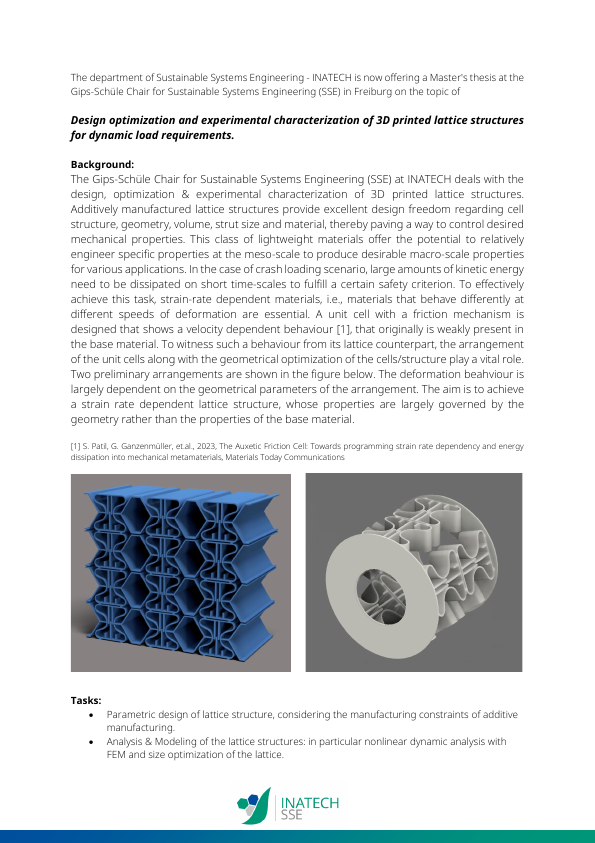 The department of Sustainable Systems Engineering - INATECH is now offering a Master's thesis at the
Gips-Schüle Chair for Sustainable Systems Engineering (SSE) in Freiburg on the topic of
Design optimization and experimental characterization of 3D printed lattice structures
for dynamic load requirements.
Background:
The Gips-Schüle Chair for Sustainable Systems Engineering (SSE) at INATECH deals with the
design, optimization & experimental characterization of 3D printed lattice structures.
Additively manufactured lattice structures provide excellent design freedom regarding cell
structure, geometry, volume, strut size and material, thereby paving a way to control desired
mechanical properties. This class of lightweight materials offer the potential to relatively
engineer specific properties at the meso-scale to produce desirable macro-scale properties
for various applications. In the case of crash loading scenario, large amounts of kinetic energy
need to be dissipated on short time-scales to fulfill a certain safety criterion. To effectively
achieve this task, strain-rate dependent materials, i.e., materials that behave differently at
different speeds of deformation are essential. A unit cell with a friction mechanism is
designed that shows a velocity dependent behaviour [1], that originally is weakly present in
the base material. To witness such a behaviour from its lattice counterpart, the arrangement
of the unit cells along with the geometrical optimization of the cells/structure play a vital role.
Two preliminary arrangements are shown in the figure below. The deformation beahviour is
largely dependent on the geometrical parameters of the arrangement. The aim is to achieve
a strain rate dependent lattice structure, whose properties are largely governed by the
geometry rather than the properties of the base material.
[1] S. Patil, G. Ganzenmüller, et.al., 2023, The Auxetic Friction Cell: Towards programming strain rate dependency and energy
dissipation into mechanical metamaterials, Materials Today Communications
Tasks:
• Parametric design of lattice structure, considering the manufacturing constraints of additive
manufacturing.
• Analysis & Modeling of the lattice structures: in particular nonlinear dynamic analysis with
FEM and size optimization of the lattice.
INATECH
SSE